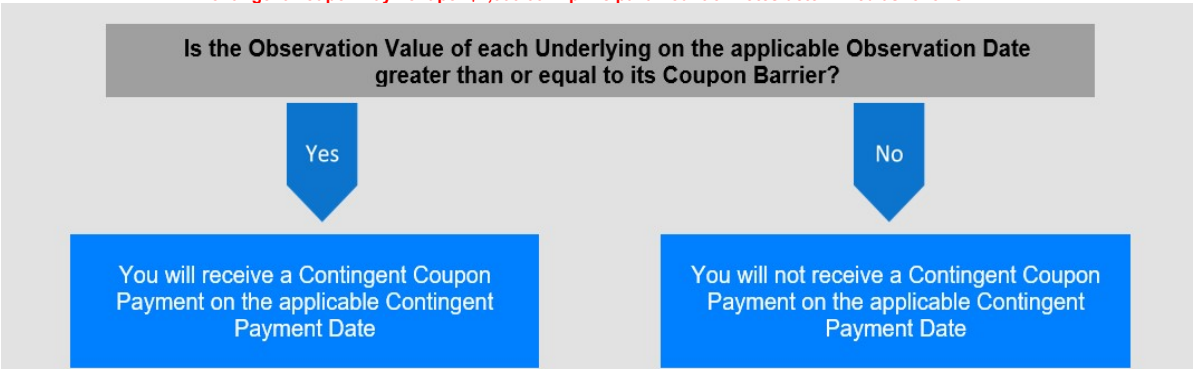 Is the Observation Value of each Underlying on the applicable Observation Date
greater than or equal to its Coupon Barrier?
Yes
No
You will receive a Contingent Coupon
Payment on the applicable Contingent
Payment Date
You will not receive a Contingent Coupon
Payment on the applicable Contingent
Payment Date